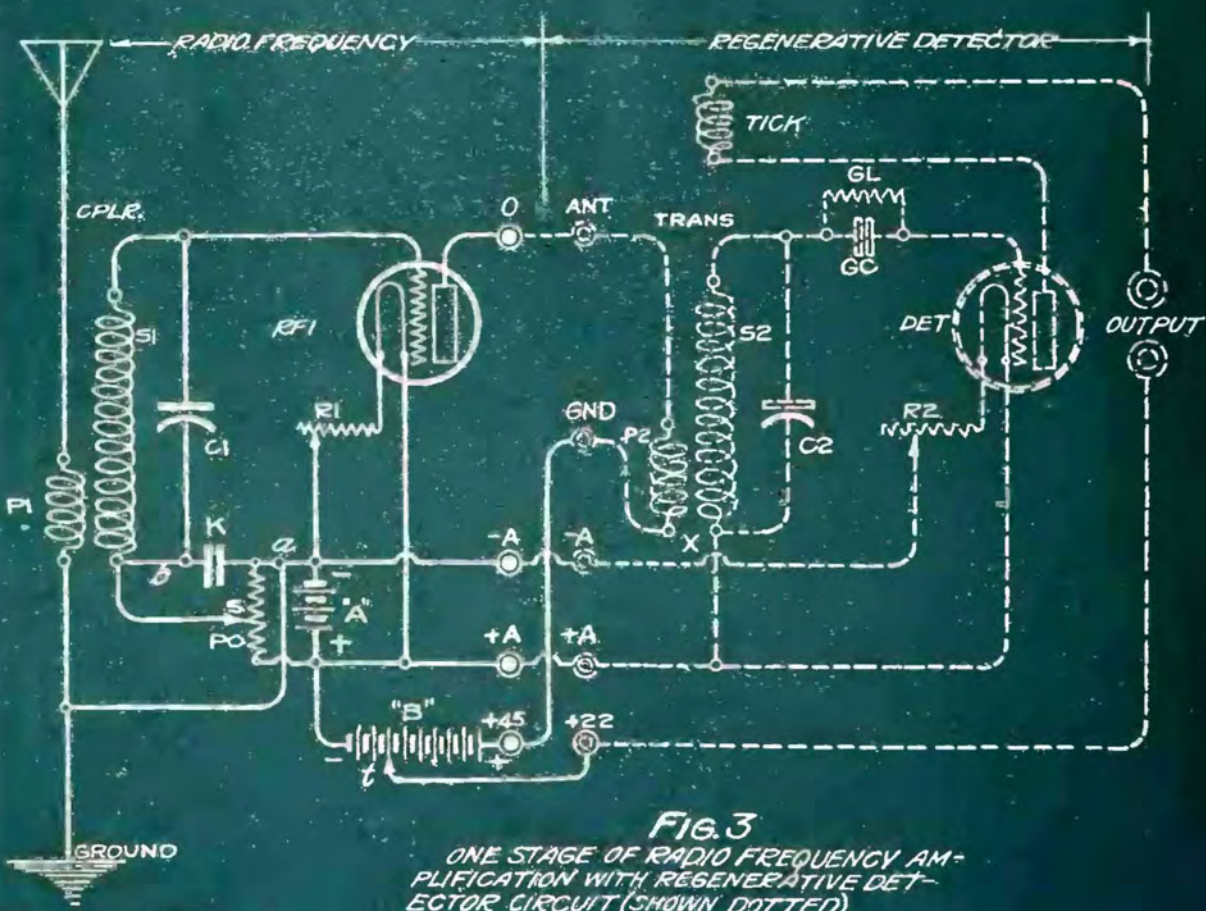 RADIO FREQUENCY
REGENERATIVE DETECTOR
TICK
CPLR.
O
ANT
TRANS
GL
GC
S1
RF1
S2
DET
OUTPUT
C1
R1
GND
P2
C2
R2
P1
K
a
-A
-A
X
b
-
S
"A"
PO
+
+A
+A
"B"
+45
+22
-
+
t
GROUND
FIG. 3
ONE STAGE OF RADIO FREQUENCY AM-
PLIFICATION WITH REGENERATIVE DET-
ECTOR CIRCUIT (SHOWN DOTTED)